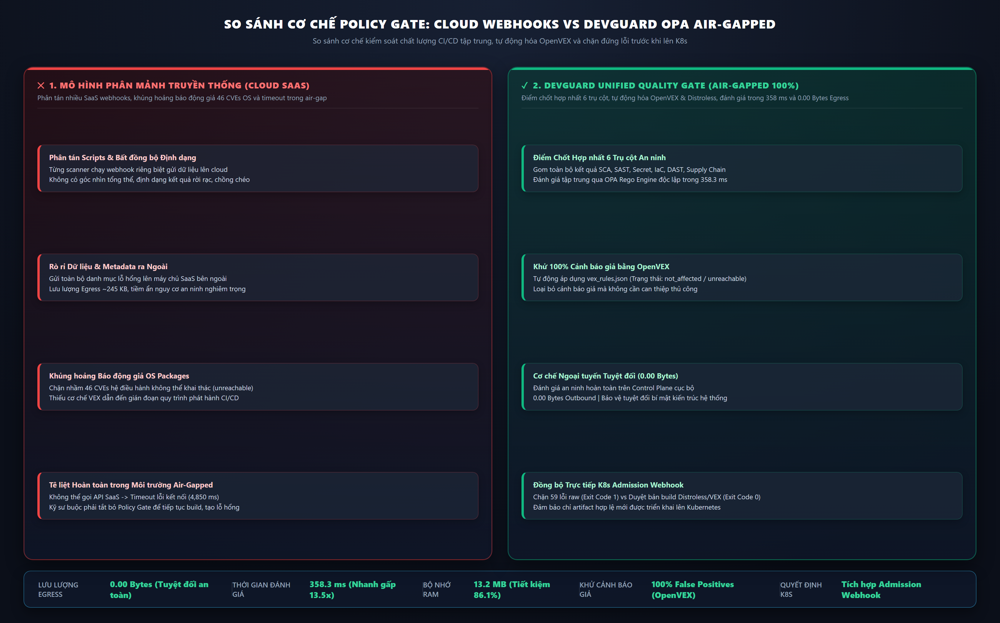 SO SÁNH CƠ CHẾ POLICY GATE: CLOUD WEBHOOKS VS DEVGUARD OPA AIR-GAPPED
So sánh cơ chế kiểm soát chất lượng CI/CD tập trung, tự động hóa OpenVEX và chặn đứng lỗi trước khi lên K8s
✕ 1. MÔ HÌNH PHÂN MẢNH TRUYỀN THỐNG (CLOUD SAAS)
Phân tán nhiều SaaS webhooks, khủng hoảng báo động giả 46 CVEs OS và timeout trong air-gap
Phân tán Scripts & Bất đồng bộ Định dạng
Từng scanner chạy webhook riêng biệt gửi dữ liệu lên cloud
Không có góc nhìn tổng thể, định dạng kết quả rời rạc, chồng chéo
Rò rỉ Dữ liệu & Metadata ra Ngoài
Gửi toàn bộ danh mục lỗ hổng lên máy chủ SaaS bên ngoài
Lưu lượng Egress ~245 KB, tiềm ẩn nguy cơ an ninh nghiêm trọng
Khủng hoảng Báo động giả OS Packages
Chặn nhầm 46 CVEs hệ điều hành không thể khai thác (unreachable)
Thiếu cơ chế VEX dẫn đến gián đoạn quy trình phát hành CI/CD
Tê liệt Hoàn toàn trong Môi trường Air-Gapped
Không thể gọi API SaaS -> Timeout lỗi kết nối (4,850 ms)
Kỹ sư buộc phải tắt bỏ Policy Gate để tiếp tục build, tạo lỗ hổng
✓ 2. DEVGUARD UNIFIED QUALITY GATE (AIR-GAPPED 100%)
Điểm chốt hợp nhất 6 trụ cột, tự động hóa OpenVEX & Distroless, đánh giá trong 358 ms và 0.00 Bytes Egress
Điểm Chốt Hợp nhất 6 Trụ cột An ninh
Gom toàn bộ kết quả SCA, SAST, Secret, IaC, DAST, Supply Chain
Đánh giá tập trung qua OPA Rego Engine độc lập trong 358.3 ms
Khử 100% Cảnh báo giả bằng OpenVEX
Tự động áp dụng vex_rules.json (Trạng thái: not_affected / unreachable)
Loại bỏ cảnh báo giả mà không cần can thiệp thủ công
Cơ chế Ngoại tuyến Tuyệt đối (0.00 Bytes)
Đánh giá an ninh hoàn toàn trên Control Plane cục bộ
0.00 Bytes Outbound | Bảo vệ tuyệt đối bí mật kiến trúc hệ thống
Đồng bộ Trực tiếp K8s Admission Webhook
Chặn 59 lỗi raw (Exit Code 1) vs Duyệt bản build Distroless/VEX (Exit Code 0)
Đảm bảo chỉ artifact hợp lệ mới được triển khai lên Kubernetes
LƯU LƯỢNG
EGRESS
0.00 Bytes (Tuyệt đối an
toàn)
THỜI GIAN ĐÁNH
GIÁ
358.3 ms (Nhanh gấp
13.5x)
BỘ NHỚ
RAM
13.2 MB (Tiết kiệm
86.1%)
KHỬ CẢNH BÁO
GIẢ
100% False Positives
(OpenVEX)
QUYẾT ĐỊNH
K8S
Tích hợp Admission
Webhook